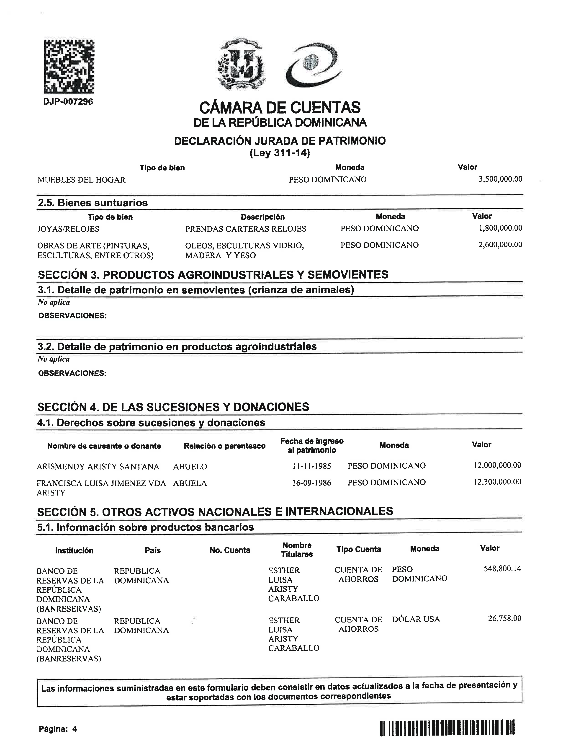 DJP-007296
CÁMARA DE CUENTAS
DE LA REPÚBLICA DOMINICANA
DECLARACIÓN JURADA DE PATRIMONIO
(Ley 311-14)
Tipo de bien Moneda Valor
MUEBLES DEL HOGAR PESO DOMINICANO 3,500,000.00
2.5. Bienes suntuarios
Tipo de bien Descripción Moneda Valor
JOYAS/RELOJES PRENDAS CARTERAS RELOJES PESO DOMINICANO 1,800,000.00
OBRAS DE ARTE (PINTURAS, OLEOS, ESCULTURAS VIDRIO, PESO DOMINICANO 2,600,000.00
ESCULTURAS, ENTRE OTROS) MADERA Y YESO
SECCIÓN 3. PRODUCTOS AGROINDUSTRIALES Y SEMOVIENTES
3.1. Detalle de patrimonio en semovientes (crianza de animales)
No aplica
OBSERVACIONES:
3.2. Detalle de patrimonio en productos agroindustriales
No aplica
OBSERVACIONES:
SECCIÓN 4. DE LAS SUCESIONES Y DONACIONES
4.1. Derechos sobre sucesiones y donaciones
Nombre de causante o donante Relación o parentesco Fecha de ingreso al patrimonio Moneda Valor
ARISMENDY ARISTY SANTANA ABUELO 11-11-1985 PESO DOMINICANO 12,000,000.00
FRANCISCA LUISA JIMENEZ VDA ABUELA 26-09-1986 PESO DOMINICANO 12,300,000.00
ARISTY
SECCIÓN 5. OTROS ACTIVOS NACIONALES E INTERNACIONALES
5.1. Información sobre productos bancarios
Institución País No. Cuenta Nombre Titulares Tipo Cuenta Moneda Valor
BANCO DE REPUBLICA ESTHER CUENTA DE PESO 548,800.14
RESERVAS DE LA DOMINICANA LUISA AHORROS DOMINICANO
REPÚBLICA ARISTY
DOMINICANA CARABALLO
(BANRESERVAS)
BANCO DE REPUBLICA ESTHER CUENTA DE DÓLAR USA 26,758.00
RESERVAS DE LA DOMINICANA LUISA AHORROS
REPÚBLICA ARISTY
DOMINICANA CARABALLO
(BANRESERVAS)
Las informaciones suministradas en este formulario deben consistir en datos actualizados a la fecha de presentación y
estar soportadas con los documentos correspondientes
Página: 4